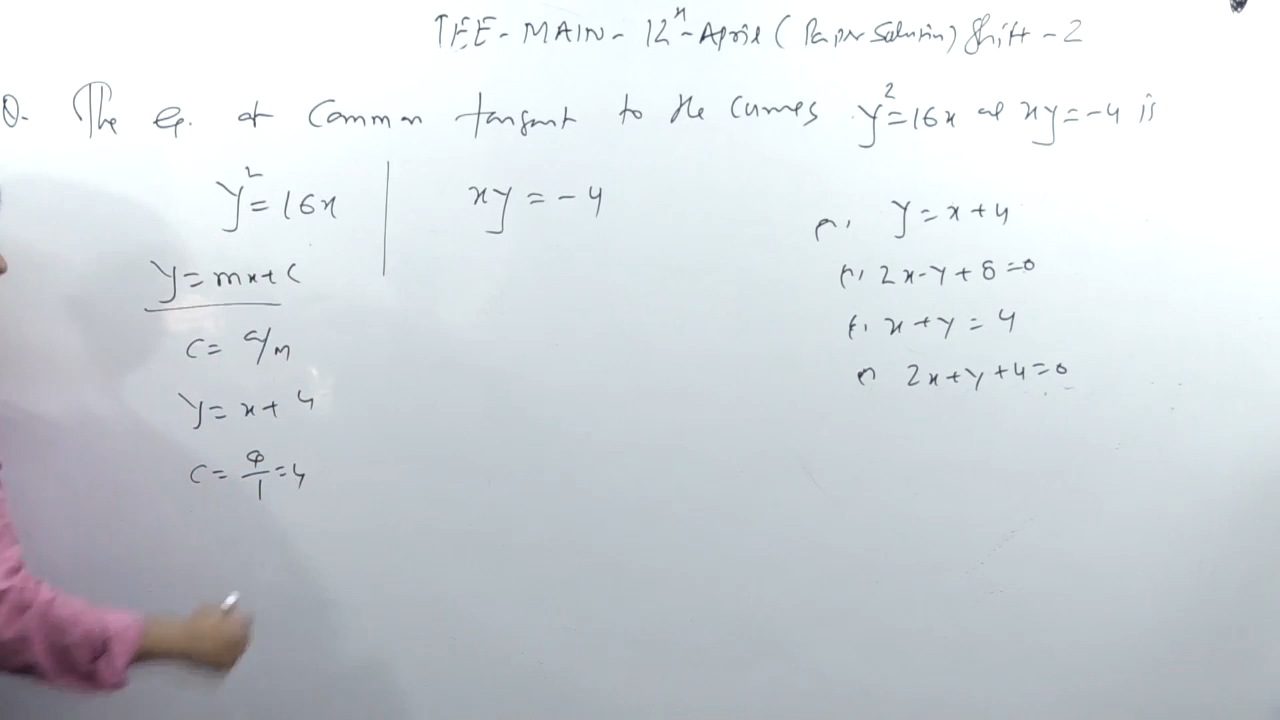 JEE-MAIN-12th-April (Paper Solution) Shift-2
Q. The eq. of Common tangent to the curves y²=16x and xy=-4 is
y²=16x
xy=-4
y=mx+c
c=a/m
y=x+4
c=4/1=4
y=x+4
2x-y+8=0
x+y=4
2x+y+4=0